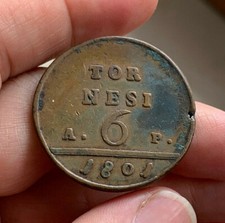 TOR
NESI
A. 6 P.
1801